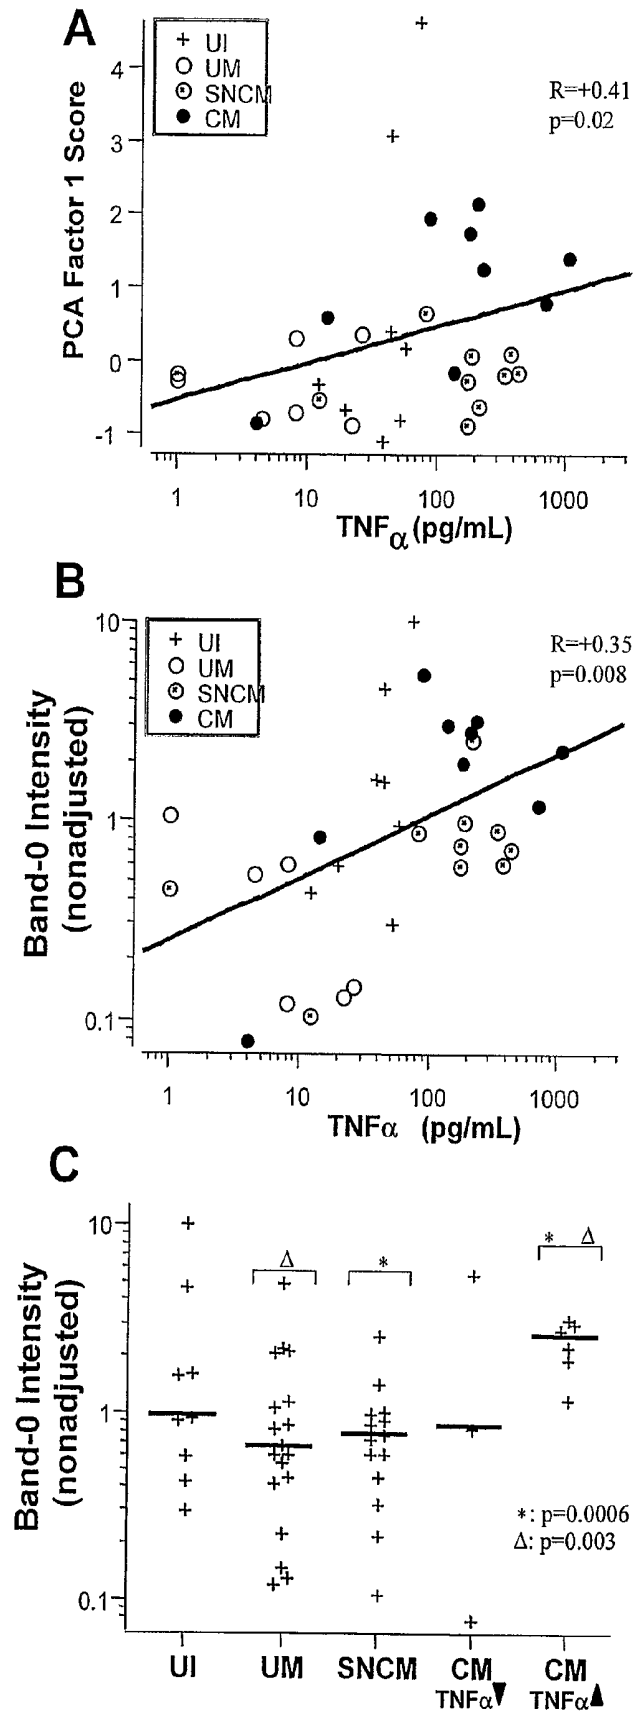 A
UI
UM
SNCM
CM
R=+0.41
p=0.02
PCA Factor 1 Score
4
3
2
1
0
-1
1 10 100 1000
TNFα (pg/mL)
B
UI
UM
SNCM
CM
R=+0.35
p=0.008
Band-0 Intensity
(nonadjusted)
10
1
0.1
1 10 100 1000
TNFα (pg/mL)
C
Band-0 Intensity
(nonadjusted)
10
1
0.1
Δ
*
* Δ
*: p=0.0006
Δ: p=0.003
UI UM SNCM CM CM
TNFα▼ TNFα▲